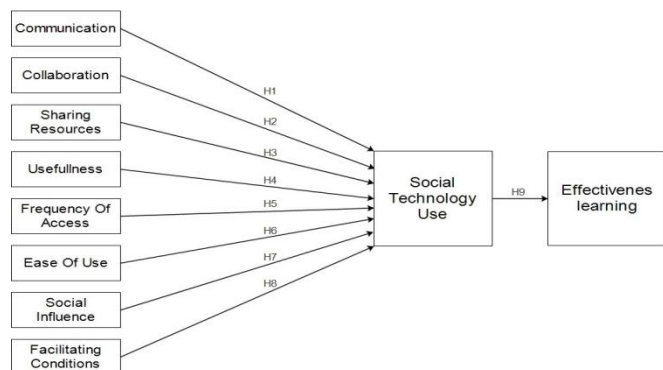 Communication
Collaboration
Sharing
Resources
Usefullness
Frequency Of
Access
Ease Of Use
Social
Influence
Facilitating
Conditions
H1
H2
H3
H4
H5
H6
H7
H8
Social
Technology
Use
H9
Effectivenes
learning